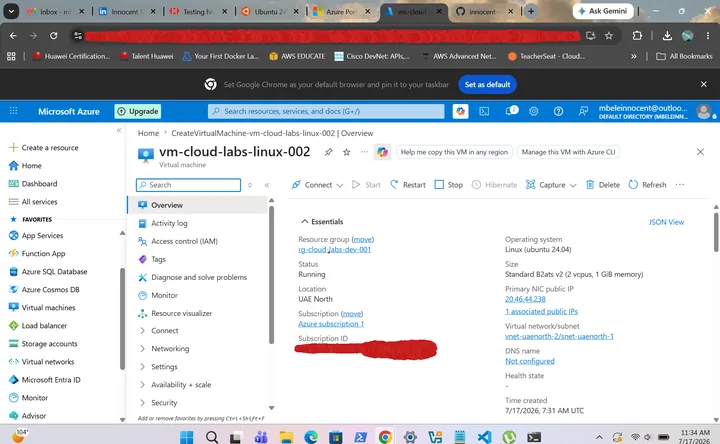 Inbox - m
Innocent
Testing N
Ubuntu 24
Azure Por
vm-cloud
innocent-
Ask Gemini
Huawei Certification...
Talent Huawei
Your First Docker La...
AWS EDUCATE
Cisco DevNet: APIs,...
AWS Advanced Net...
TeacherSeat - Cloud...
All Bookmarks
Set Google Chrome as your default browser and pin it to your taskbar
Set as default
Microsoft Azure
Upgrade
Search resources, services, and docs (G+/)
mbeleinnocent@outloo...
DEFAULT DIRECTORY (MBELEINN...
Create a resource
Home
Dashboard
All services
FAVORITES
App Services
Function App
Azure SQL Database
Azure Cosmos DB
Virtual machines
Load balancer
Storage accounts
Virtual networks
Microsoft Entra ID
Monitor
Advisor
Home
CreateVirtualMachine-vm-cloud-labs-linux-002 | Overview
vm-cloud-labs-linux-002
Virtual machine
Help me copy this VM in any region
Manage this VM with Azure CLI
Search
Connect
Start
Restart
Stop
Hibernate
Capture
Delete
Refresh
Overview
Activity log
Access control (IAM)
Tags
Diagnose and solve problems
Monitor
Resource visualizer
Connect
Networking
Settings
Availability + scale
Security
Add or remove favorites by pressing Ctrl+Shift+F
Essentials
JSON View
Resource group (move)
rg-cloud-labs-dev-001
Status
Running
Location
UAE North
Subscription (move)
Azure subscription 1
Subscription ID
Operating system
Linux (ubuntu 24.04)
Size
Standard B2ats v2 (2 vcpus, 1 GiB memory)
Primary NIC public IP
20.46.44.238
1 associated public IPs
Virtual network/subnet
vnet-uaenorth-2/snet-uaenorth-1
DNS name
Not configured
Health state
-
Time created
7/17/2026, 7:31 AM UTC
104°
11:34 AM
7/17/2026